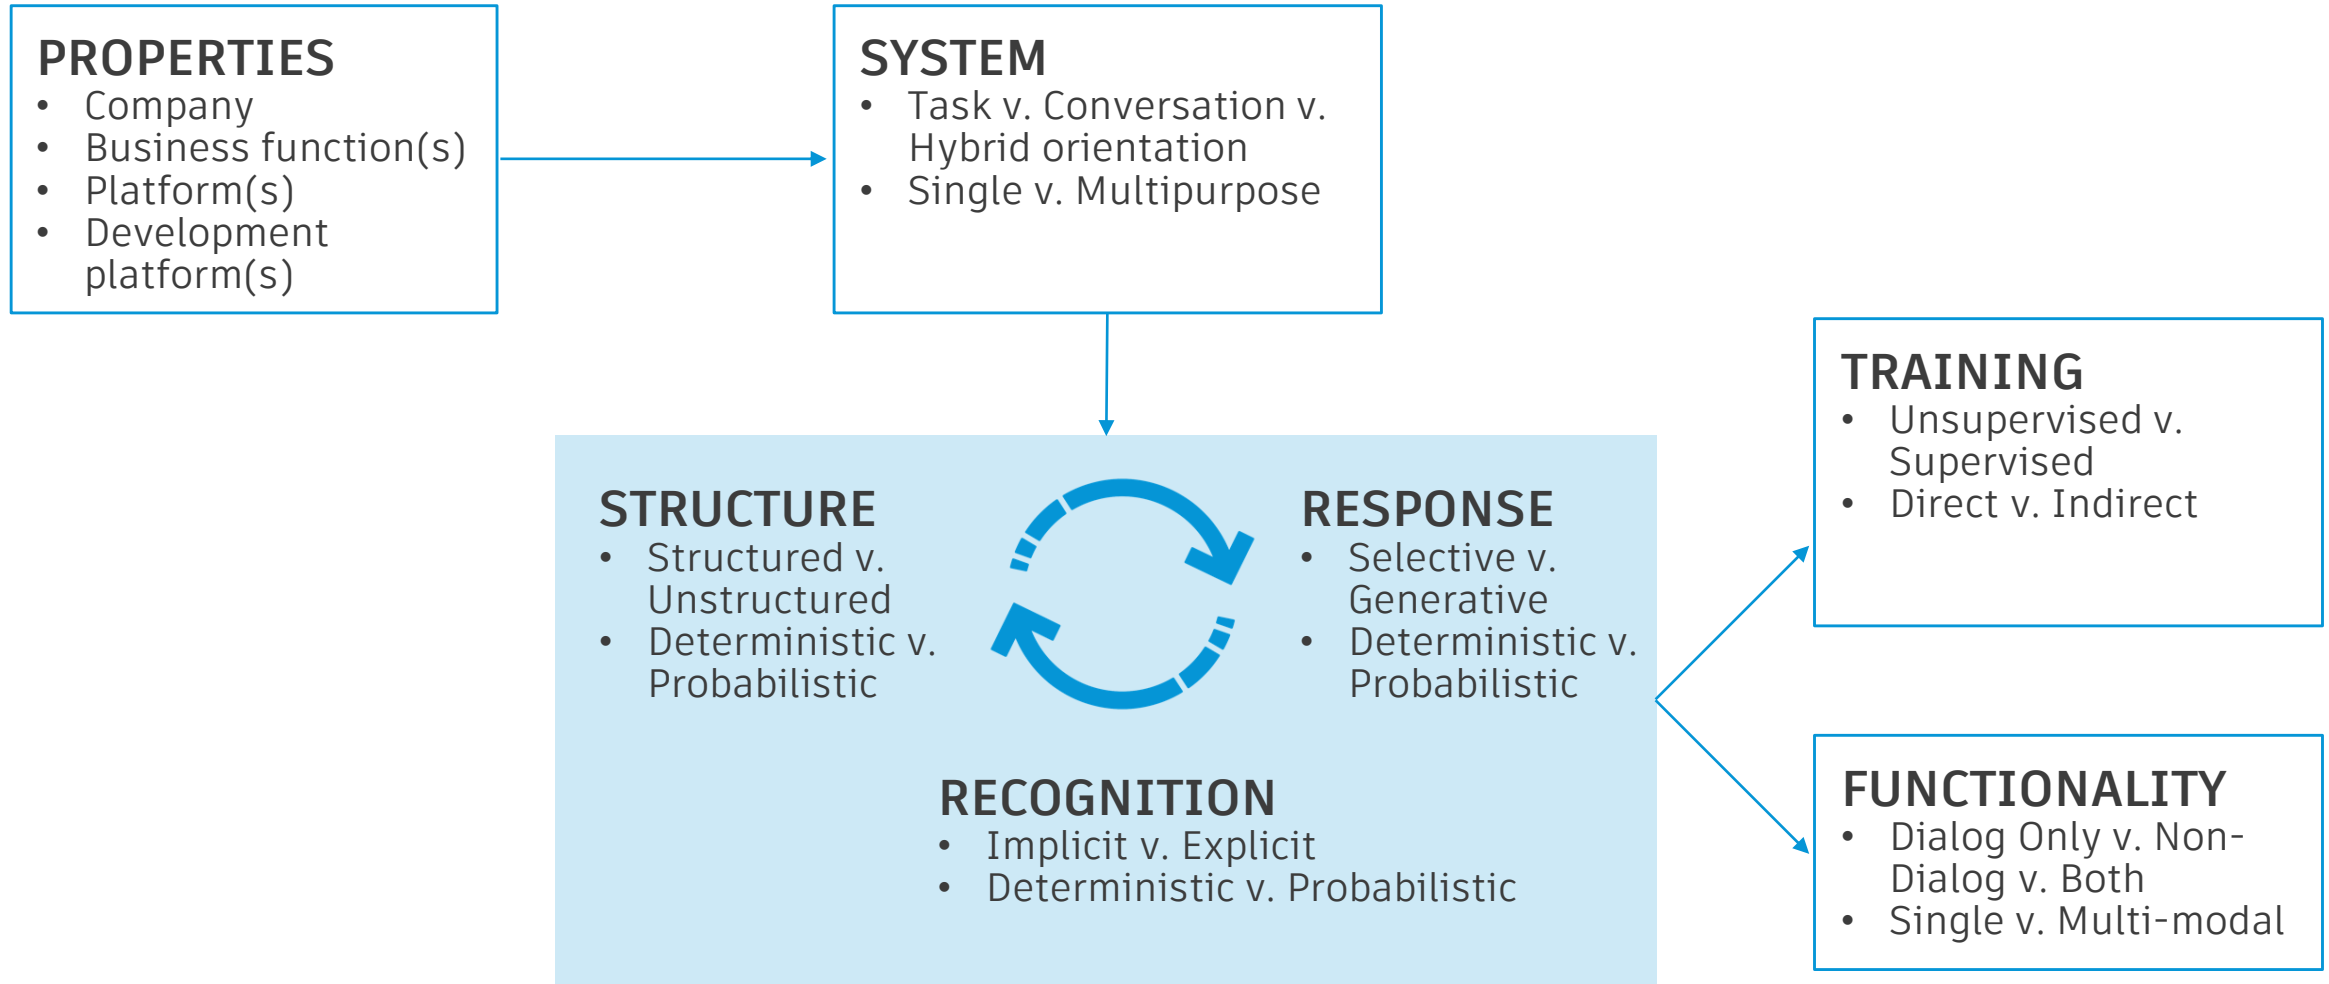 PROPERTIES
• Company
• Business function(s)
• Platform(s)
• Development
platform(s)
SYSTEM
• Task v. Conversation v.
Hybrid orientation
• Single v. Multipurpose
STRUCTURE
• Structured v.
Unstructured
• Deterministic v.
Probabilistic
RESPONSE
• Selective v.
Generative
• Deterministic v.
Probabilistic
RECOGNITION
• Implicit v. Explicit
• Deterministic v. Probabilistic
TRAINING
• Unsupervised v.
Supervised
• Direct v. Indirect
FUNCTIONALITY
• Dialog Only v. Non-
Dialog v. Both
• Single v. Multi-modal